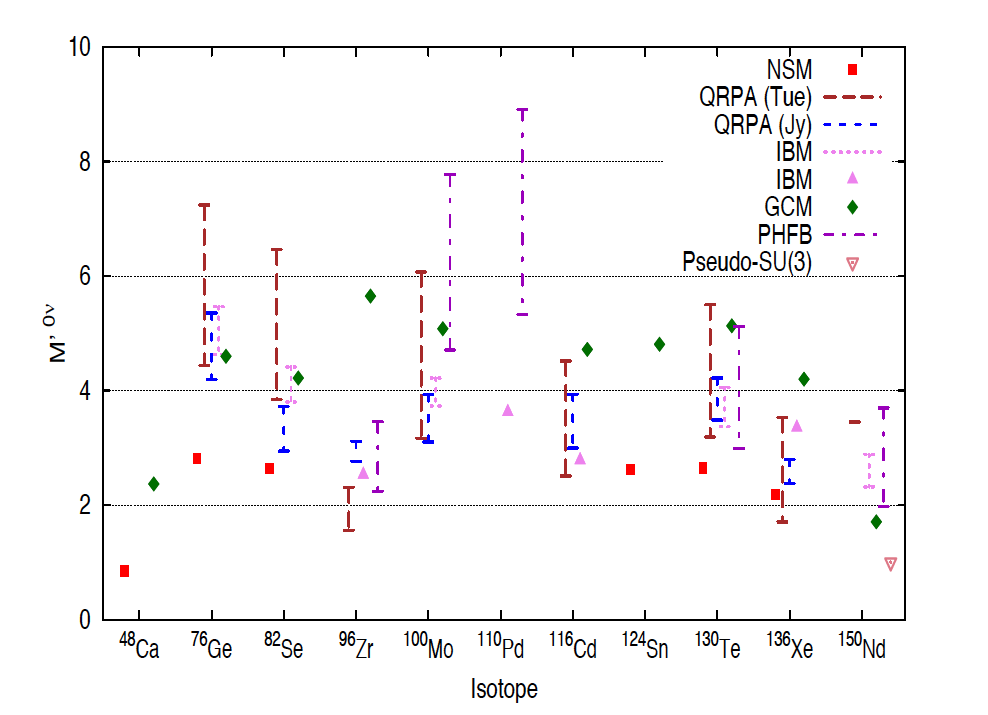 10
8
6
4
2
0
M’ 0ν
NSM
QRPA (Tue)
QRPA (Jy)
IBM
IBM
GCM
PHFB
Pseudo-SU(3)
48Ca 76Ge 82Se 96Zr 100Mo 110Pd 116Cd 124Sn 130Te 136Xe 150Nd
Isotope